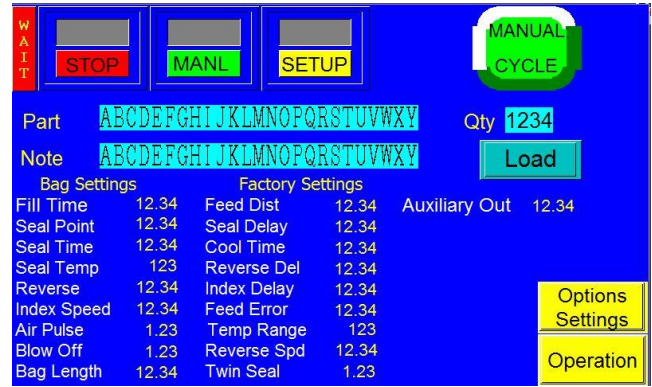 WAIT
STOP
MANL
SETUP
MANUAL
CYCLE
Part ABCDEFGHIJKLMNOPQRSTUVWXY Qty 1234
Note ABCDEFGHIJKLMNOPQRSTUVWXY Load
Bag Settings Factory Settings
Fill Time 12.34 Feed Dist 12.34 Auxiliary Out 12.34
Seal Point 12.34 Seal Delay 12.34
Seal Time 12.34 Cool Time 12.34
Seal Temp 123 Reverse Del 12.34
Reverse 12.34 Index Delay 12.34
Index Speed 12.34 Feed Error 12.34
Air Pulse 1.23 Temp Range 123
Blow Off 1.23 Reverse Spd 12.34
Bag Length 12.34 Twin Seal 1.23
Options
Settings
Operation